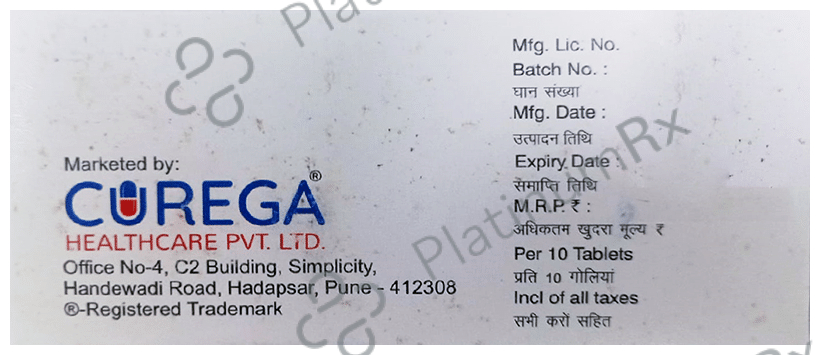 Marketed by:
CUREGA®
HEALTHCARE PVT. LTD.
Office No-4, C2 Building, Simplicity,
Handewadi Road, Hadapsar, Pune - 412308
®-Registered Trademark
Mfg. Lic. No.
Batch No. :
घान संख्या
Mfg. Date :
उत्पादन तिथि
Expiry Date :
समाप्ति तिथि
M.R.P. ₹ :
अधिकतम खुदरा मूल्य ₹
Per 10 Tablets
प्रति 10 गोलियां
Incl of all taxes
सभी करों सहित
PlatinumRx